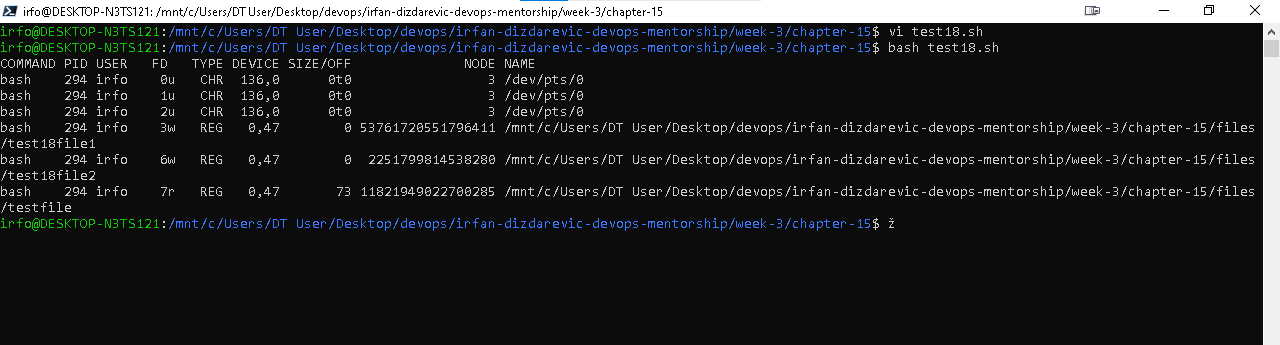 info@DESKTOP-N3TS121: /mnt/c/Users/DT User/Desktop/devops/irfan-dizdarevic-devops-mentorship/week-3/chapter-15
irfo@DESKTOP-N3TS121:/mnt/c/Users/DT User/Desktop/devops/irfan-dizdarevic-devops-mentorship/week-3/chapter-15$ vi test18.sh
irfo@DESKTOP-N3TS121:/mnt/c/Users/DT User/Desktop/devops/irfan-dizdarevic-devops-mentorship/week-3/chapter-15$ bash test18.sh
COMMAND PID USER   FD   TYPE DEVICE SIZE/OFF              NODE NAME
bash    294 irfo    0u   CHR  136,0      0t0                 3 /dev/pts/0
bash    294 irfo    1u   CHR  136,0      0t0                 3 /dev/pts/0
bash    294 irfo    2u   CHR  136,0      0t0                 3 /dev/pts/0
bash    294 irfo    3w   REG   0,47        0 53761720551796411 /mnt/c/Users/DT User/Desktop/devops/irfan-dizdarevic-devops-mentorship/week-3/chapter-15/files
/test18file1
bash    294 irfo    6w   REG   0,47        0  2251799814538280 /mnt/c/Users/DT User/Desktop/devops/irfan-dizdarevic-devops-mentorship/week-3/chapter-15/files
/test18file2
bash    294 irfo    7r   REG   0,47       73 11821949022700285 /mnt/c/Users/DT User/Desktop/devops/irfan-dizdarevic-devops-mentorship/week-3/chapter-15/files
/testfile
irfo@DESKTOP-N3TS121:/mnt/c/Users/DT User/Desktop/devops/irfan-dizdarevic-devops-mentorship/week-3/chapter-15$ ž